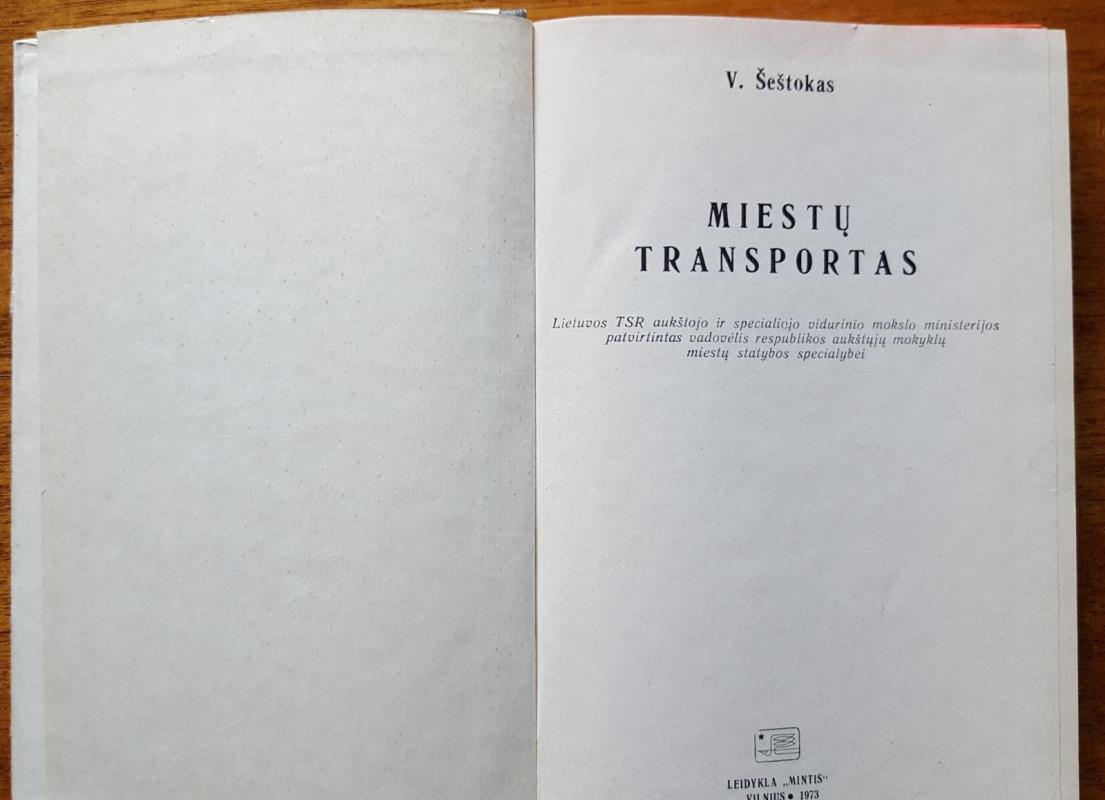 V. Šeštokas
MIESTŲ
TRANSPORTAS
Lietuvos TSR aukštojo ir specialiojo vidurinio mokslo ministerijos
patvirtintas vadovėlis respublikos aukštųjų mokyklų
miestų statybos specialybei
LEIDYKLA „MINTIS“
VILNIUS ● 1973